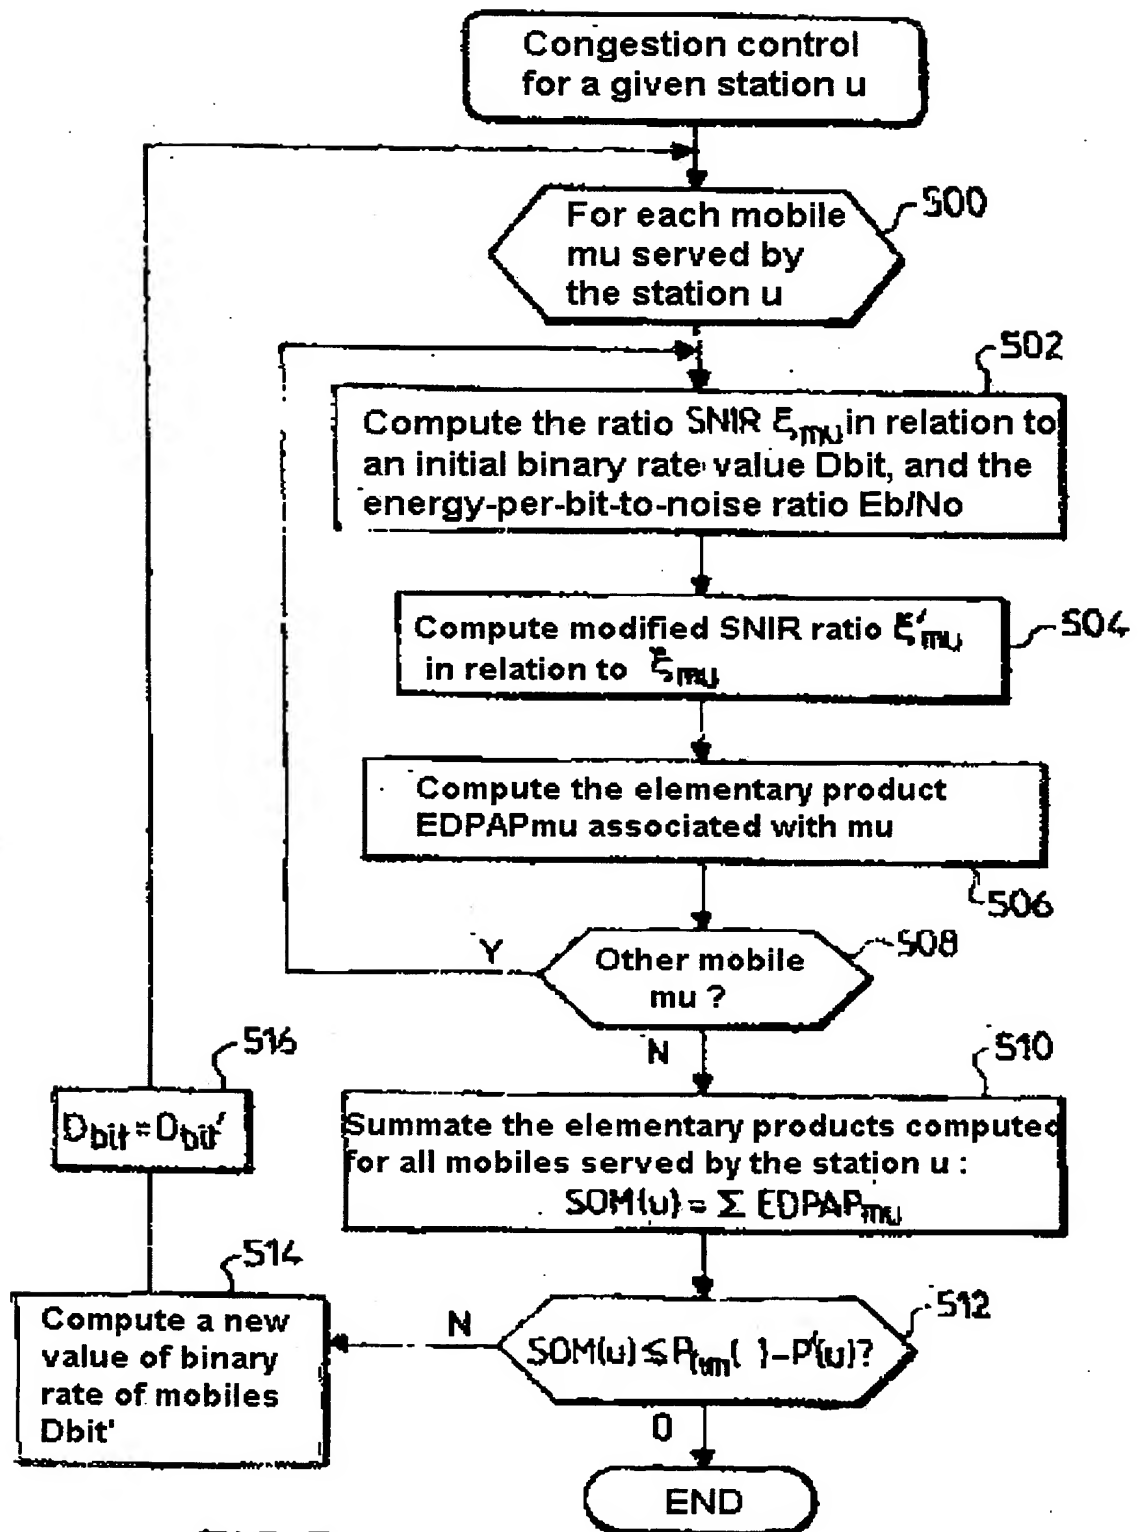 Congestion control
for a given station u
500
For each mobile
mu served by
the station u
502
Compute the ratio SNIR ξmu in relation to
an initial binary rate value Dbit, and the
energy-per-bit-to-noise ratio Eb/No
504
Compute modified SNIR ratio ξ'mu
in relation to ξmu
Compute the elementary product
EDPAPmu associated with mu
506
508
Y
Other mobile
mu ?
N
516
Dbit = Dbit'
510
Summate the elementary products computed
for all mobiles served by the station u :
SOM(u) = Σ EDPAPmu
514
Compute a new
value of binary
rate of mobiles
Dbit'
N
512
SOM(u) ≤ ( ) - P'(u)?
O
END